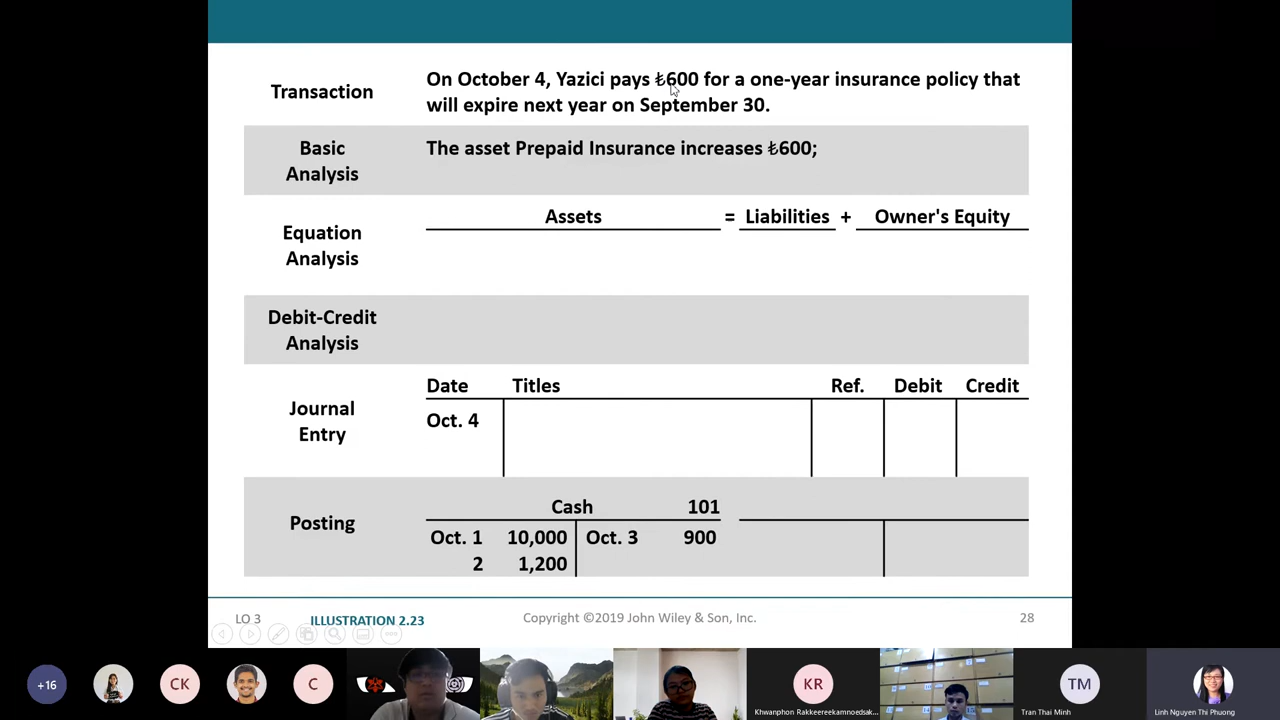 Transaction
On October 4, Yazici pays ₺600 for a one-year insurance policy that
will expire next year on September 30.
Basic
Analysis
The asset Prepaid Insurance increases ₺600;
Equation
Analysis
Assets = Liabilities + Owner's Equity
Debit-Credit
Analysis
Journal
Entry
Date Titles Ref. Debit Credit
Oct. 4
Posting
Cash 101
Oct. 1 10,000 Oct. 3 900
2 1,200
LO 3 ILLUSTRATION 2.23 Copyright ©2019 John Wiley & Son, Inc. 28
+16 CK C KR TM
Khwanphon Rakkeereekamnoedsak... Tran Thai Minh Linh Nguyen Thi Phuong